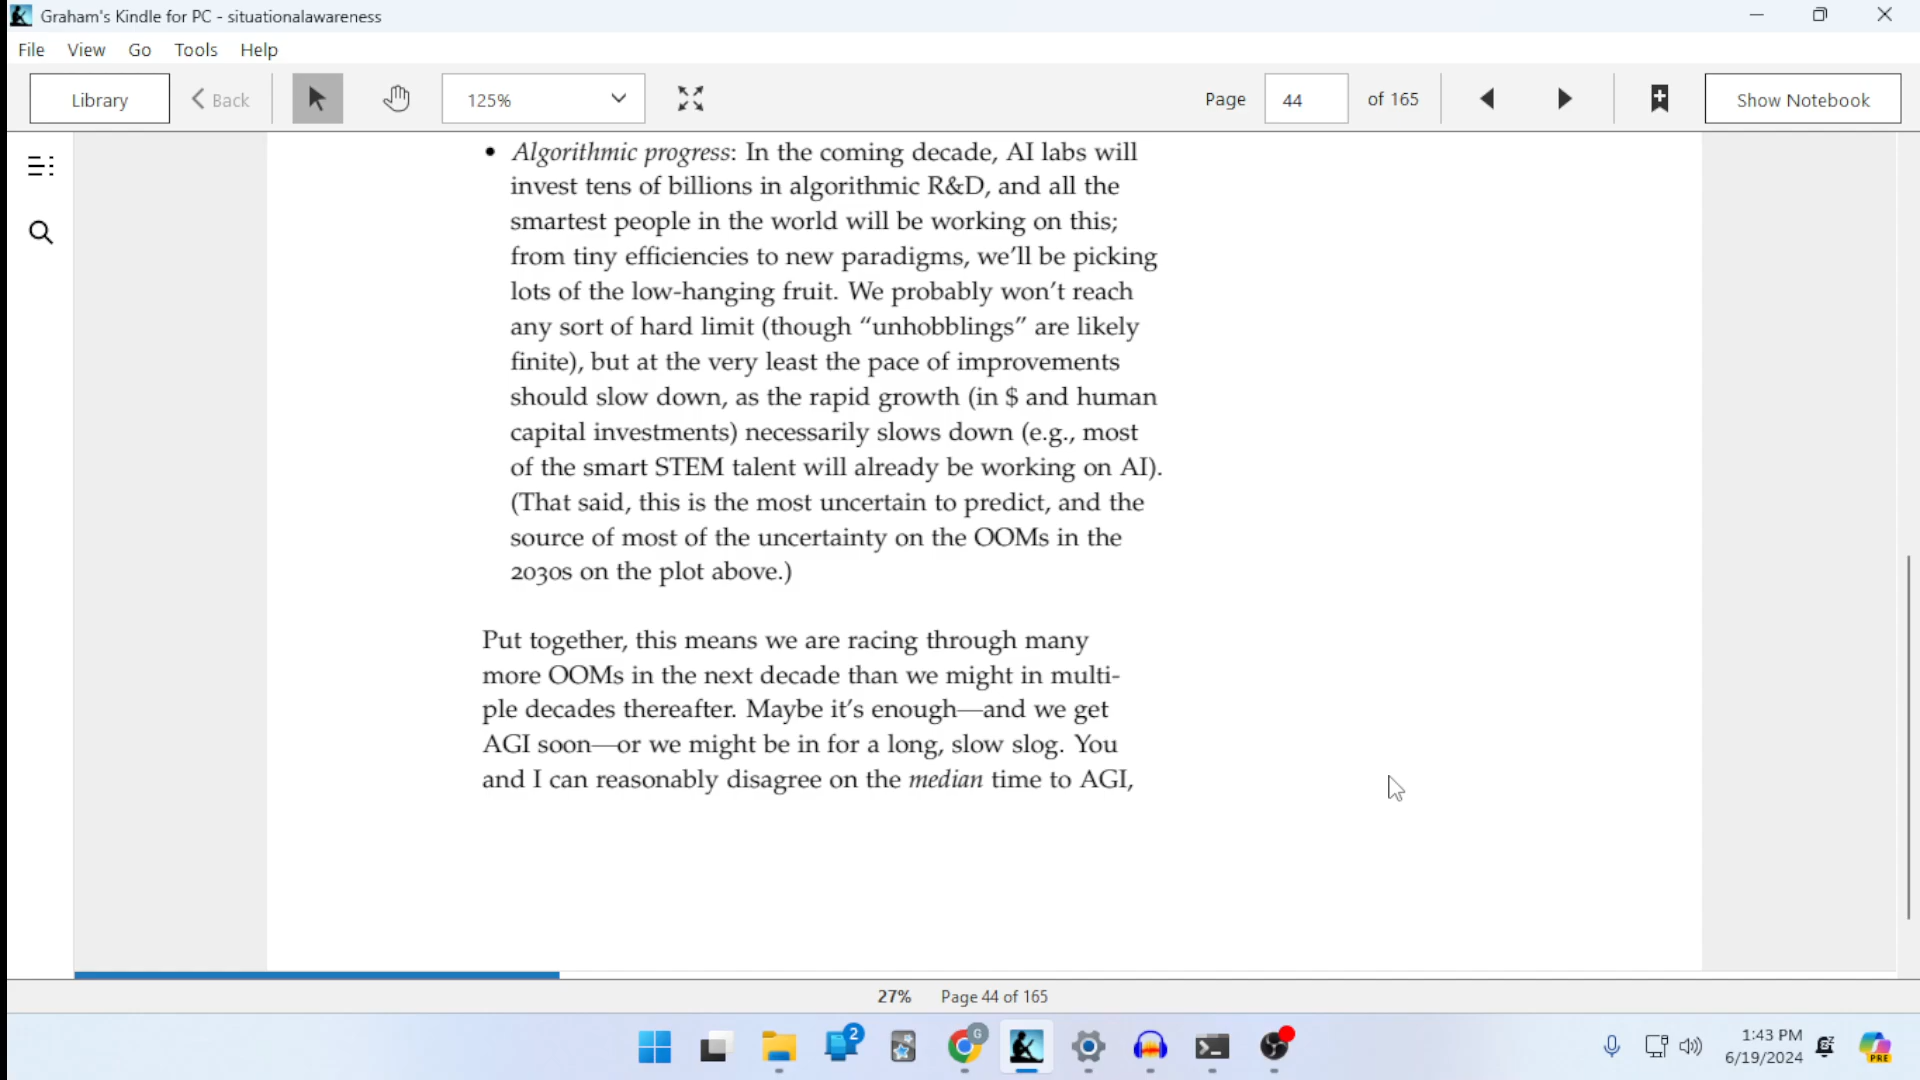 Graham's Kindle for PC - situationalawareness
File View Go Tools Help
Library Back 125% Page 44 of 165 Show Notebook
• Algorithmic progress: In the coming decade, AI labs will
invest tens of billions in algorithmic R&D, and all the
smartest people in the world will be working on this;
from tiny efficiencies to new paradigms, we'll be picking
lots of the low-hanging fruit. We probably won't reach
any sort of hard limit (though “unhobblings” are likely
finite), but at the very least the pace of improvements
should slow down, as the rapid growth (in $ and human
capital investments) necessarily slows down (e.g., most
of the smart STEM talent will already be working on AI).
(That said, this is the most uncertain to predict, and the
source of most of the uncertainty on the OOMs in the
2030s on the plot above.)
Put together, this means we are racing through many
more OOMs in the next decade than we might in multi-
ple decades thereafter. Maybe it's enough—and we get
AGI soon—or we might be in for a long, slow slog. You
and I can reasonably disagree on the median time to AGI,
27% Page 44 of 165
2
G
1:43 PM
6/19/2024
PRE